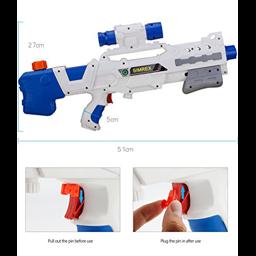 27cm
SIMREX
5cm
51cm
Pull out the pin before use
Plug the pin in after use